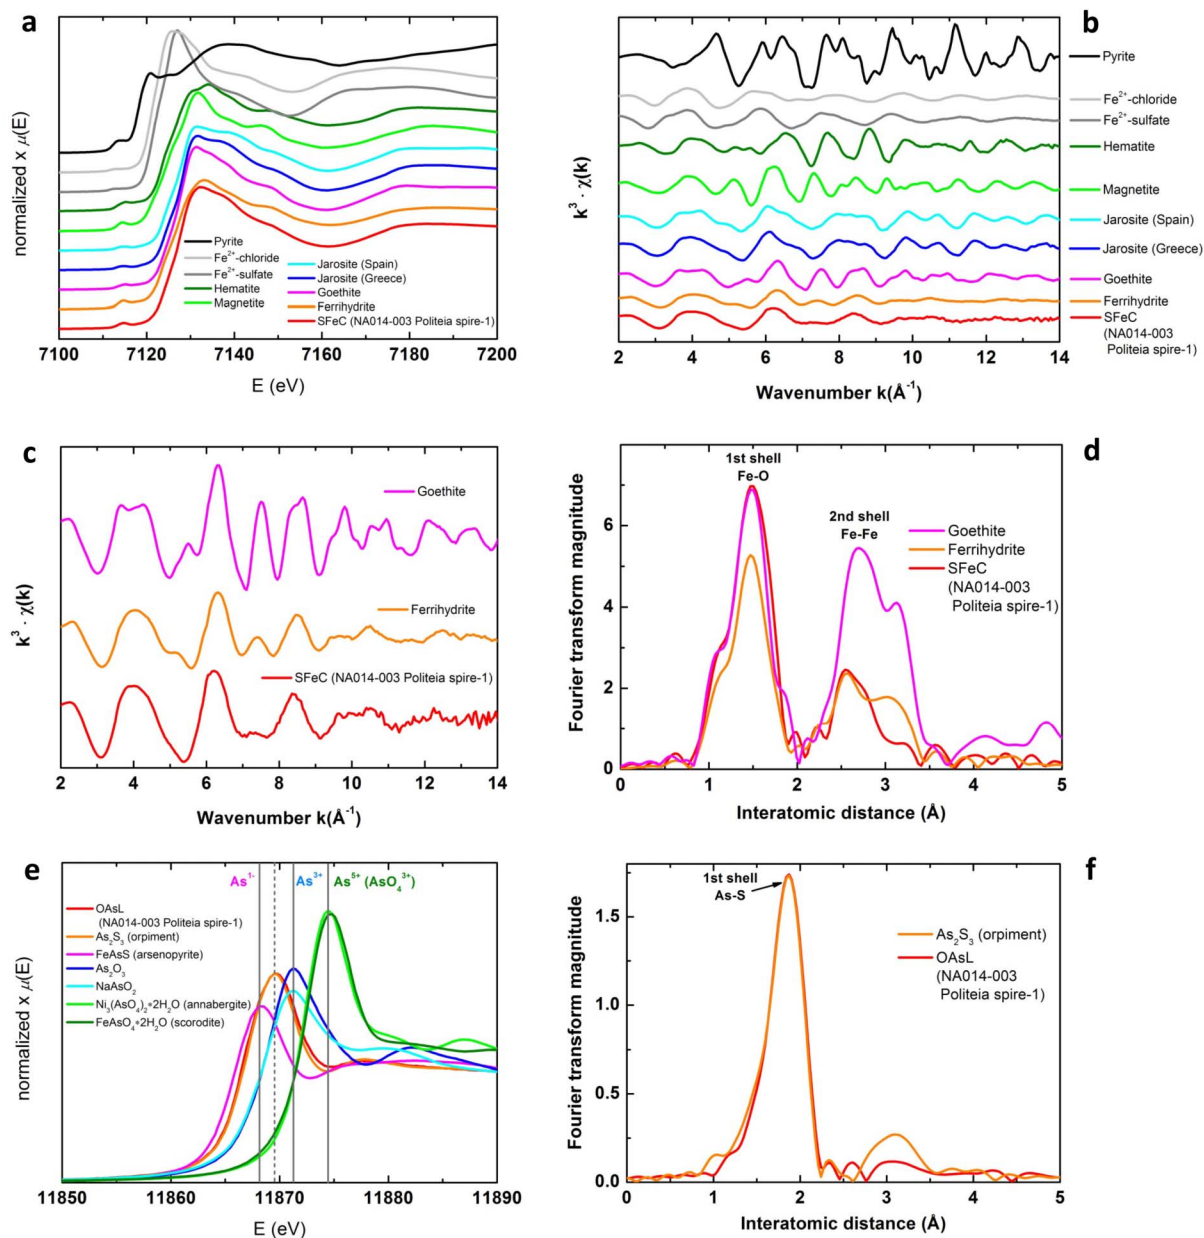 a
normalized x μ(E)
Pyrite
Fe²⁺-chloride
Fe²⁺-sulfate
Hematite
Magnetite
Jarosite (Spain)
Jarosite (Greece)
Goethite
Ferrihydrite
SFeC (NA014-003 Politeia spire-1)
7100 7120 7140 7160 7180 7200
E (eV)
b
k³ · χ(k)
Pyrite
Fe²⁺-chloride
Fe²⁺-sulfate
Hematite
Magnetite
Jarosite (Spain)
Jarosite (Greece)
Goethite
Ferrihydrite
SFeC
(NA014-003
Politeia spire-1)
2 4 6 8 10 12 14
Wavenumber k(Å⁻¹)
c
k³ · χ(k)
Goethite
Ferrihydrite
SFeC (NA014-003 Politeia spire-1)
2 4 6 8 10 12 14
Wavenumber k(Å⁻¹)
d
Fourier transform magnitude
8
6
4
2
0
1st shell
Fe-O
2nd shell
Fe-Fe
Goethite
Ferrihydrite
SFeC
(NA014-003
Politeia spire-1)
0 1 2 3 4 5
Interatomic distance (Å)
e
normalized x μ(E)
As¹⁻
As³⁺
As⁵⁺ (AsO₄³⁺)
OAsL
(NA014-003 Politeia spire-1)
As₂S₃ (orpiment)
FeAsS (arsenopyrite)
As₂O₃
NaAsO₂
Ni₃(AsO₄)₂•2H₂O (annabergite)
FeAsO₄•2H₂O (scorodite)
11850 11860 11870 11880 11890
E (eV)
f
Fourier transform magnitude
1.5
1.0
0.5
0.0
1st shell
As-S
As₂S₃ (orpiment)
OAsL
(NA014-003
Politeia spire-1)
0 1 2 3 4 5
Interatomic distance (Å)